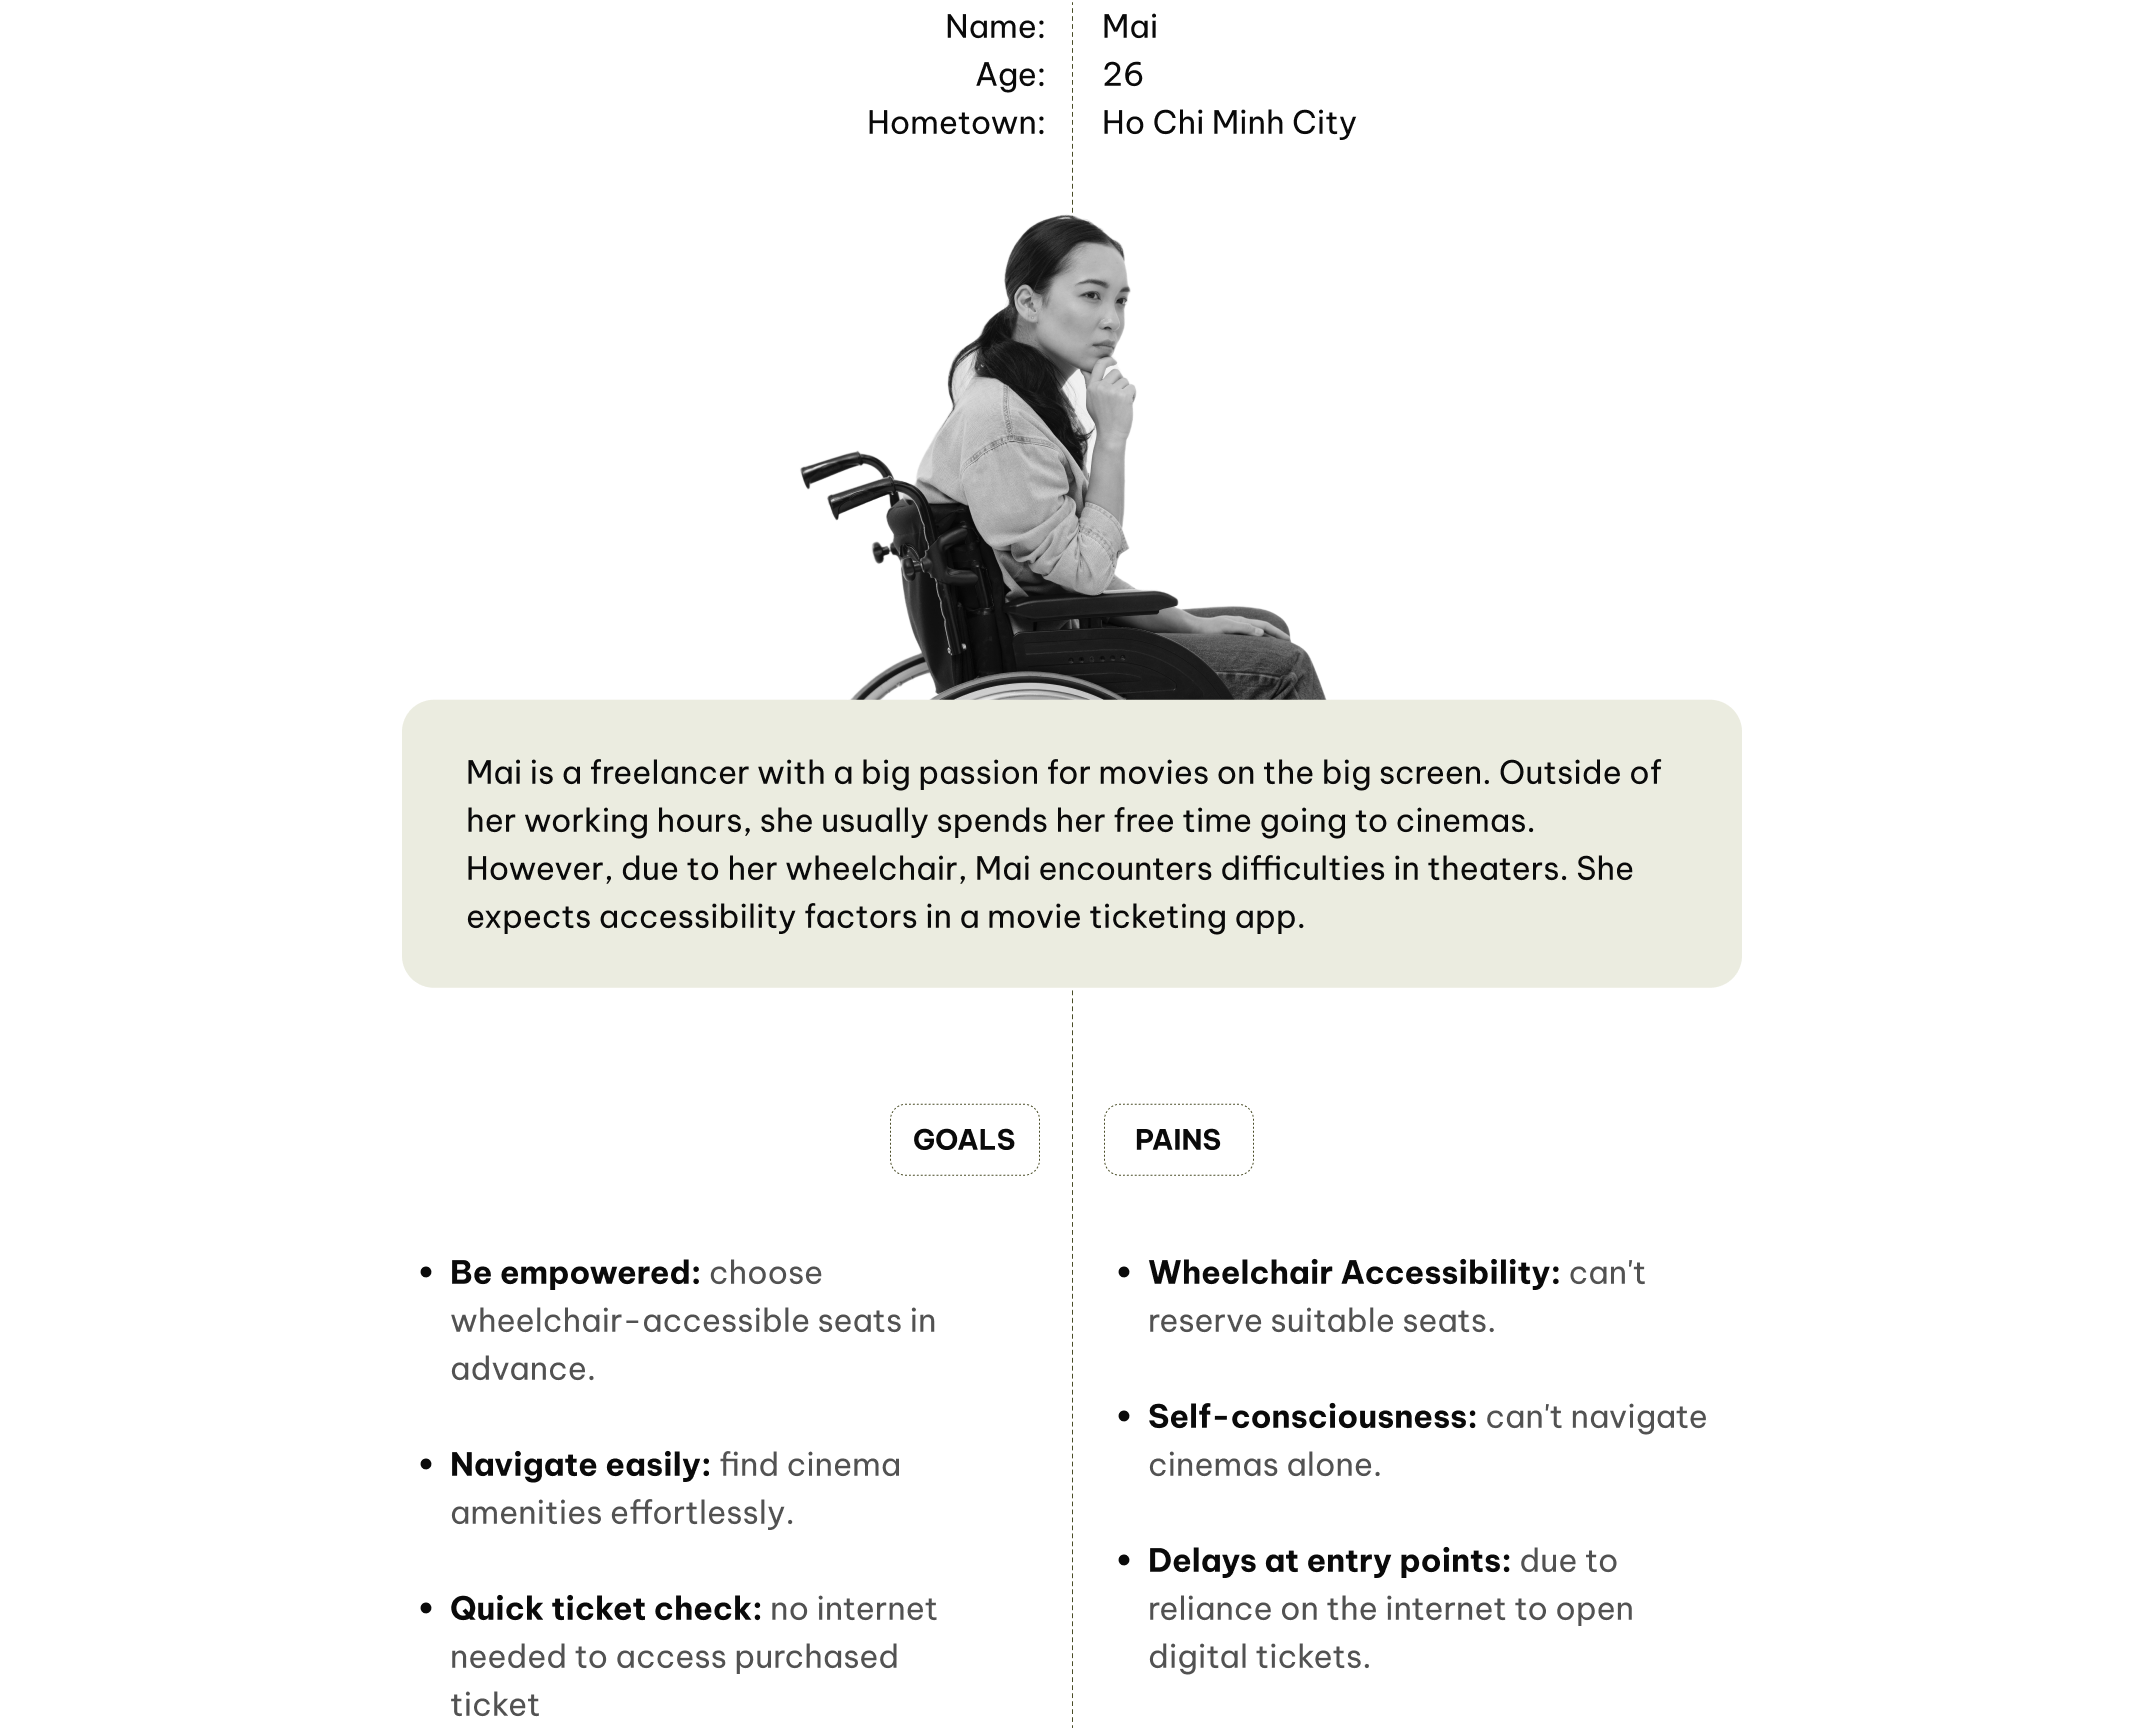 Name: Mai
Age: 26
Hometown: Ho Chi Minh City
Mai is a freelancer with a big passion for movies on the big screen. Outside of
her working hours, she usually spends her free time going to cinemas.
However, due to her wheelchair, Mai encounters difficulties in theaters. She
expects accessibility factors in a movie ticketing app.
GOALS
• Be empowered: choose
wheelchair-accessible seats in
advance.
• Navigate easily: find cinema
amenities effortlessly.
• Quick ticket check: no internet
needed to access purchased
ticket
PAINS
• Wheelchair Accessibility: can't
reserve suitable seats.
• Self-consciousness: can't navigate
cinemas alone.
• Delays at entry points: due to
reliance on the internet to open
digital tickets.